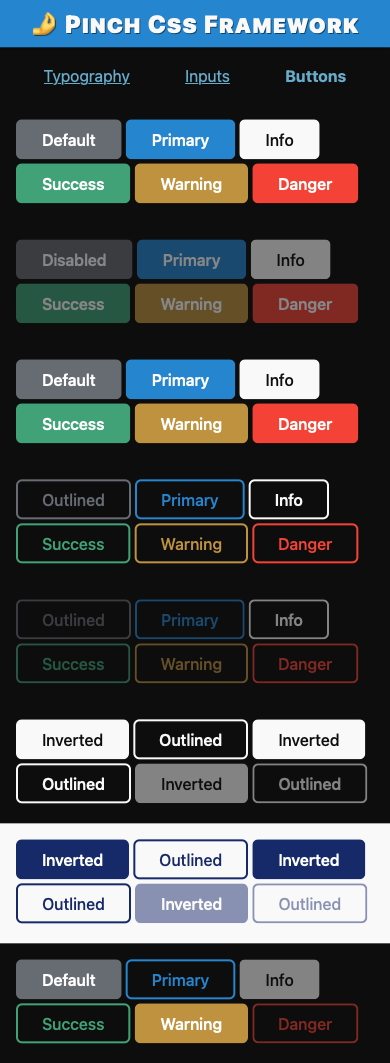 Pinch Css Framework
Typography Inputs Buttons
Default Primary Info
Success Warning Danger
Disabled Primary Info
Success Warning Danger
Default Primary Info
Success Warning Danger
Outlined Primary Info
Success Warning Danger
Outlined Primary Info
Success Warning Danger
Inverted Outlined Inverted
Outlined Inverted Outlined
Inverted Outlined Inverted
Outlined Inverted Outlined
Default Primary Info
Success Warning Danger